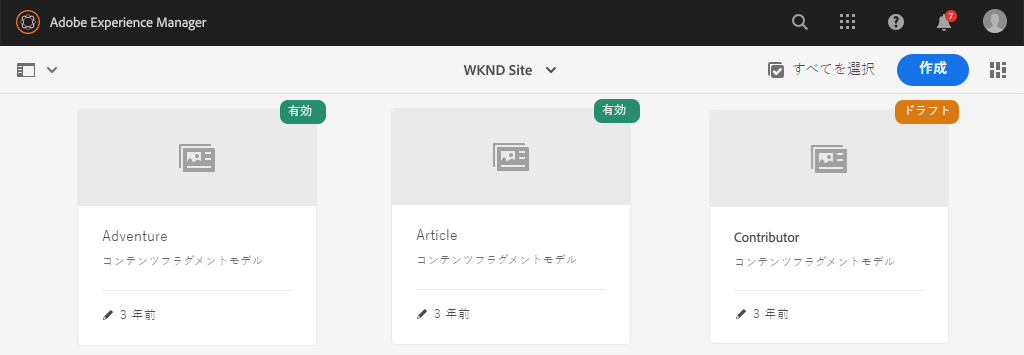 Adobe Experience Manager
7
WKND Site
すべてを選択
作成
有効
有効
ドラフト
Adventure
コンテンツフラグメントモデル
3 年前
Article
コンテンツフラグメントモデル
3 年前
Contributor
コンテンツフラグメントモデル
3 年前